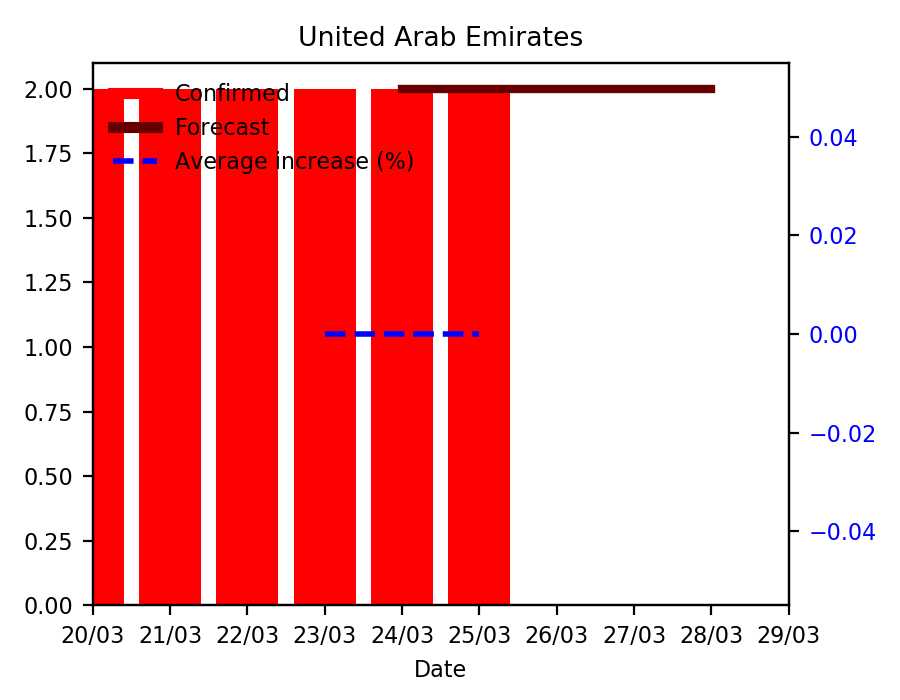 United Arab Emirates
Confirmed
Forecast
Average increase (%)
2.00
1.75
1.50
1.25
1.00
0.75
0.50
0.25
0.00
0.04
0.02
0.00
−0.02
−0.04
20/03 21/03 22/03 23/03 24/03 25/03 26/03 27/03 28/03 29/03
Date